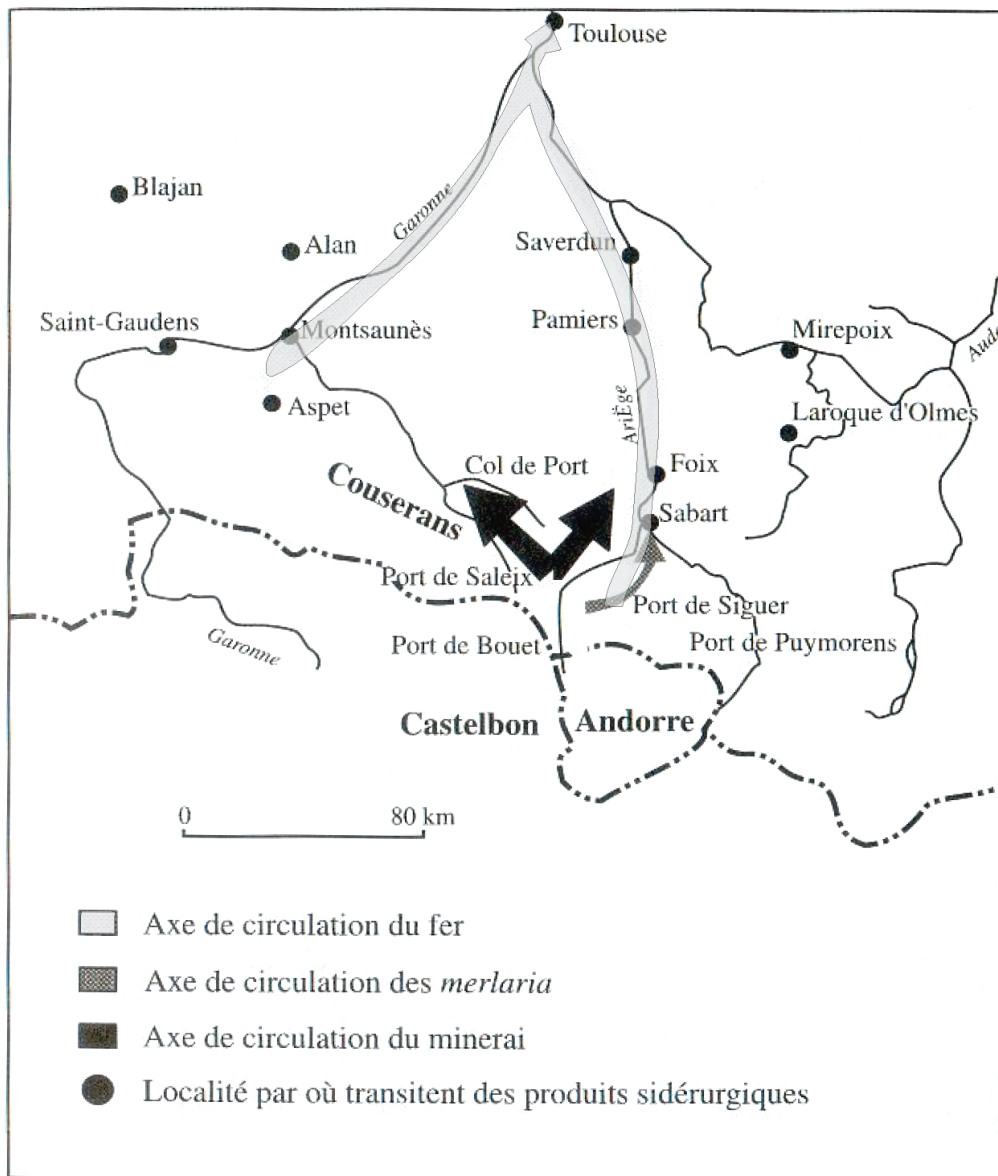 Toulouse
Blajan
Garonne
Alan
Saverdun
Saint-Gaudens
Montsaunès
Pamiers
Mirepoix
Aude
Aspet
AriËge
Laroque d'Olmes
Col de Port
Foix
Couserans
Sabart
Port de Saleix
Port de Siguer
Garonne
Port de Bouet
Port de Puymorens
Castelbon
Andorre
0
80 km
Axe de circulation du fer
Axe de circulation des merlaria
Axe de circulation du minerai
Localité par où transitent des produits sidérurgiques